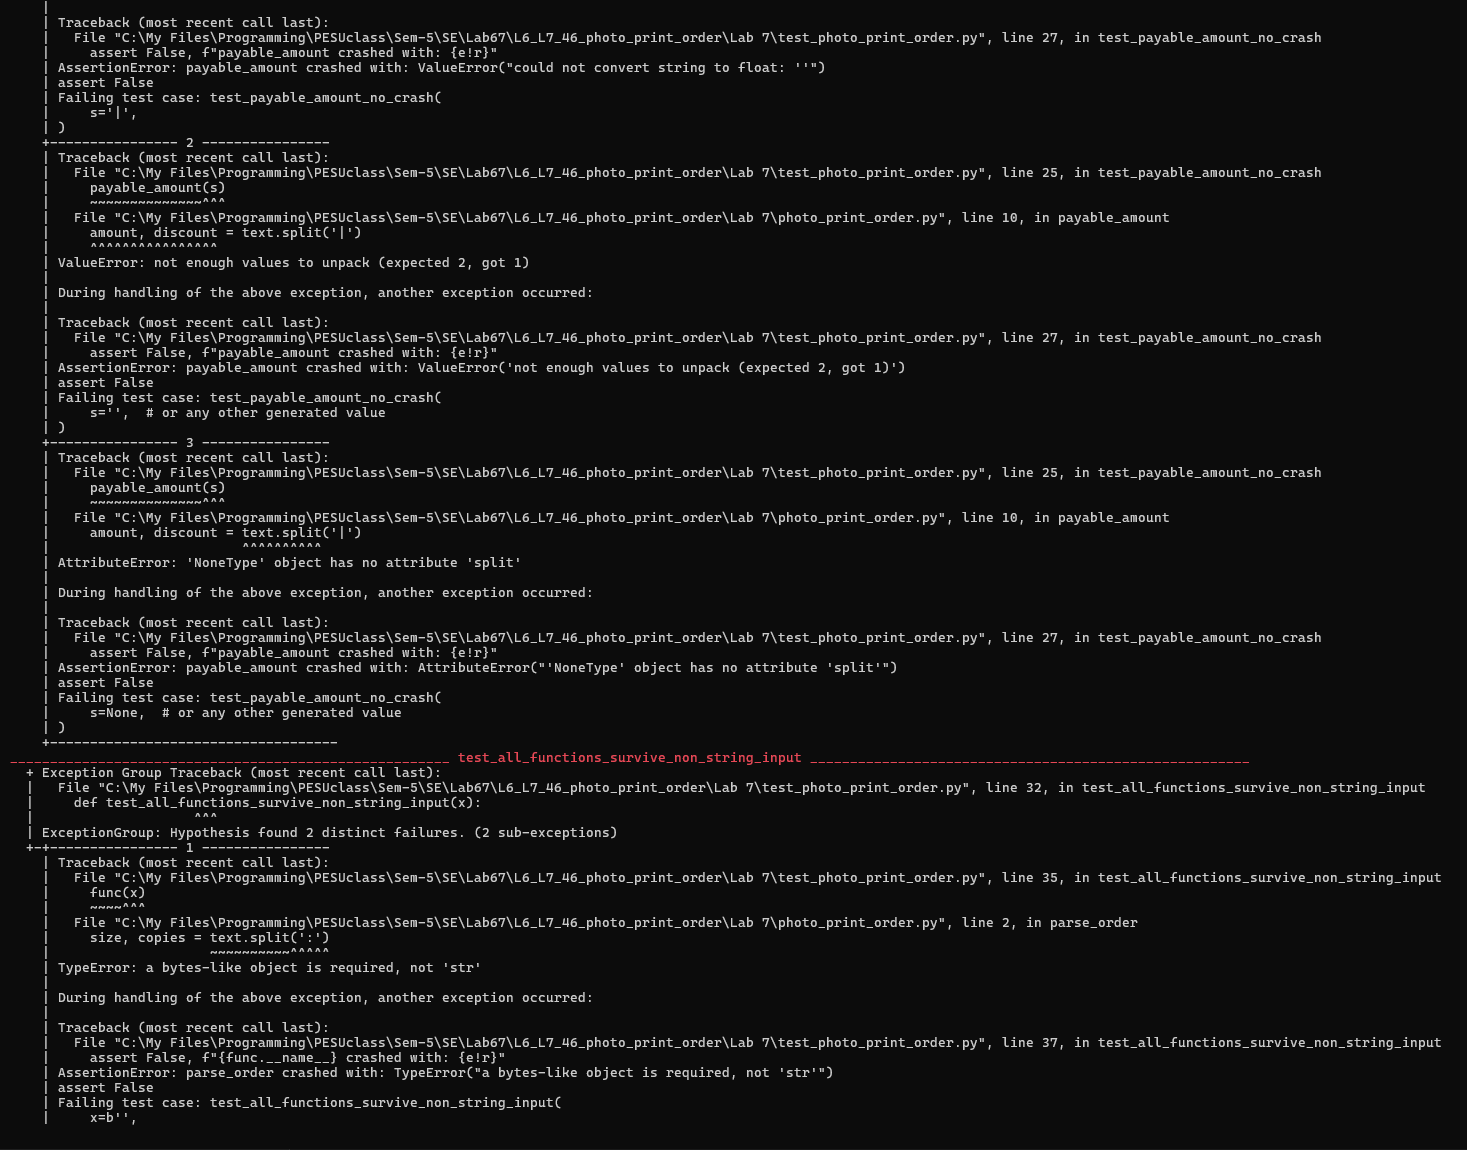 |
| Traceback (most recent call last):
|   File "C:\My Files\Programming\PESUclass\Sem-5\SE\Lab67\L6_L7_46_photo_print_order\Lab 7\test_photo_print_order.py", line 27, in test_payable_amount_no_crash
|     assert False, f"payable_amount crashed with: {e!r}"
| AssertionError: payable_amount crashed with: ValueError("could not convert string to float: ''")
| assert False
| Failing test case: test_payable_amount_no_crash(
|     s='|',
| )
+---------------- 2 ----------------
| Traceback (most recent call last):
|   File "C:\My Files\Programming\PESUclass\Sem-5\SE\Lab67\L6_L7_46_photo_print_order\Lab 7\test_photo_print_order.py", line 25, in test_payable_amount_no_crash
|     payable_amount(s)
|     ~~~~~~~~~~~~~~^^^
|   File "C:\My Files\Programming\PESUclass\Sem-5\SE\Lab67\L6_L7_46_photo_print_order\Lab 7\photo_print_order.py", line 10, in payable_amount
|     amount, discount = text.split('|')
|     ^^^^^^^^^^^^^^^^
| ValueError: not enough values to unpack (expected 2, got 1)
|
| During handling of the above exception, another exception occurred:
|
| Traceback (most recent call last):
|   File "C:\My Files\Programming\PESUclass\Sem-5\SE\Lab67\L6_L7_46_photo_print_order\Lab 7\test_photo_print_order.py", line 27, in test_payable_amount_no_crash
|     assert False, f"payable_amount crashed with: {e!r}"
| AssertionError: payable_amount crashed with: ValueError('not enough values to unpack (expected 2, got 1)')
| assert False
| Failing test case: test_payable_amount_no_crash(
|     s='',  # or any other generated value
| )
+---------------- 3 ----------------
| Traceback (most recent call last):
|   File "C:\My Files\Programming\PESUclass\Sem-5\SE\Lab67\L6_L7_46_photo_print_order\Lab 7\test_photo_print_order.py", line 25, in test_payable_amount_no_crash
|     payable_amount(s)
|     ~~~~~~~~~~~~~~^^^
|   File "C:\My Files\Programming\PESUclass\Sem-5\SE\Lab67\L6_L7_46_photo_print_order\Lab 7\photo_print_order.py", line 10, in payable_amount
|     amount, discount = text.split('|')
|                        ^^^^^^^^^^
| AttributeError: 'NoneType' object has no attribute 'split'
|
| During handling of the above exception, another exception occurred:
|
| Traceback (most recent call last):
|   File "C:\My Files\Programming\PESUclass\Sem-5\SE\Lab67\L6_L7_46_photo_print_order\Lab 7\test_photo_print_order.py", line 27, in test_payable_amount_no_crash
|     assert False, f"payable_amount crashed with: {e!r}"
| AssertionError: payable_amount crashed with: AttributeError("'NoneType' object has no attribute 'split'")
| assert False
| Failing test case: test_payable_amount_no_crash(
|     s=None,  # or any other generated value
| )
+------------------------------------
_______________________________________________________ test_all_functions_survive_non_string_input _______________________________________________________
+ Exception Group Traceback (most recent call last):
|   File "C:\My Files\Programming\PESUclass\Sem-5\SE\Lab67\L6_L7_46_photo_print_order\Lab 7\test_photo_print_order.py", line 32, in test_all_functions_survive_non_string_input
|     def test_all_functions_survive_non_string_input(x):
|                    ^^^
| ExceptionGroup: Hypothesis found 2 distinct failures. (2 sub-exceptions)
+-+---------------- 1 ----------------
| Traceback (most recent call last):
|   File "C:\My Files\Programming\PESUclass\Sem-5\SE\Lab67\L6_L7_46_photo_print_order\Lab 7\test_photo_print_order.py", line 35, in test_all_functions_survive_non_string_input
|     func(x)
|     ~~~~^^^
|   File "C:\My Files\Programming\PESUclass\Sem-5\SE\Lab67\L6_L7_46_photo_print_order\Lab 7\photo_print_order.py", line 2, in parse_order
|     size, copies = text.split(':')
|                    ~~~~~~~~~~^^^^^
| TypeError: a bytes-like object is required, not 'str'
|
| During handling of the above exception, another exception occurred:
|
| Traceback (most recent call last):
|   File "C:\My Files\Programming\PESUclass\Sem-5\SE\Lab67\L6_L7_46_photo_print_order\Lab 7\test_photo_print_order.py", line 37, in test_all_functions_survive_non_string_input
|     assert False, f"{func.__name__} crashed with: {e!r}"
| AssertionError: parse_order crashed with: TypeError("a bytes-like object is required, not 'str'")
| assert False
| Failing test case: test_all_functions_survive_non_string_input(
|     x=b'',